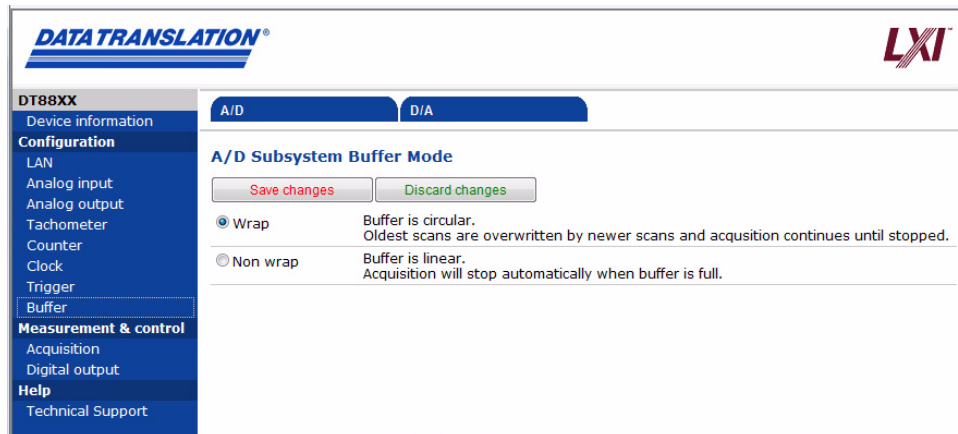 DATA TRANSLATION®
LXI™
DT88XX
Device information
Configuration
LAN
Analog input
Analog output
Tachometer
Counter
Clock
Trigger
Buffer
Measurement & control
Acquisition
Digital output
Help
Technical Support
A/D
D/A
A/D Subsystem Buffer Mode
Save changes
Discard changes
Wrap
Buffer is circular.
Oldest scans are overwritten by newer scans and acqusition continues until stopped.
Non wrap
Buffer is linear.
Acquisition will stop automatically when buffer is full.